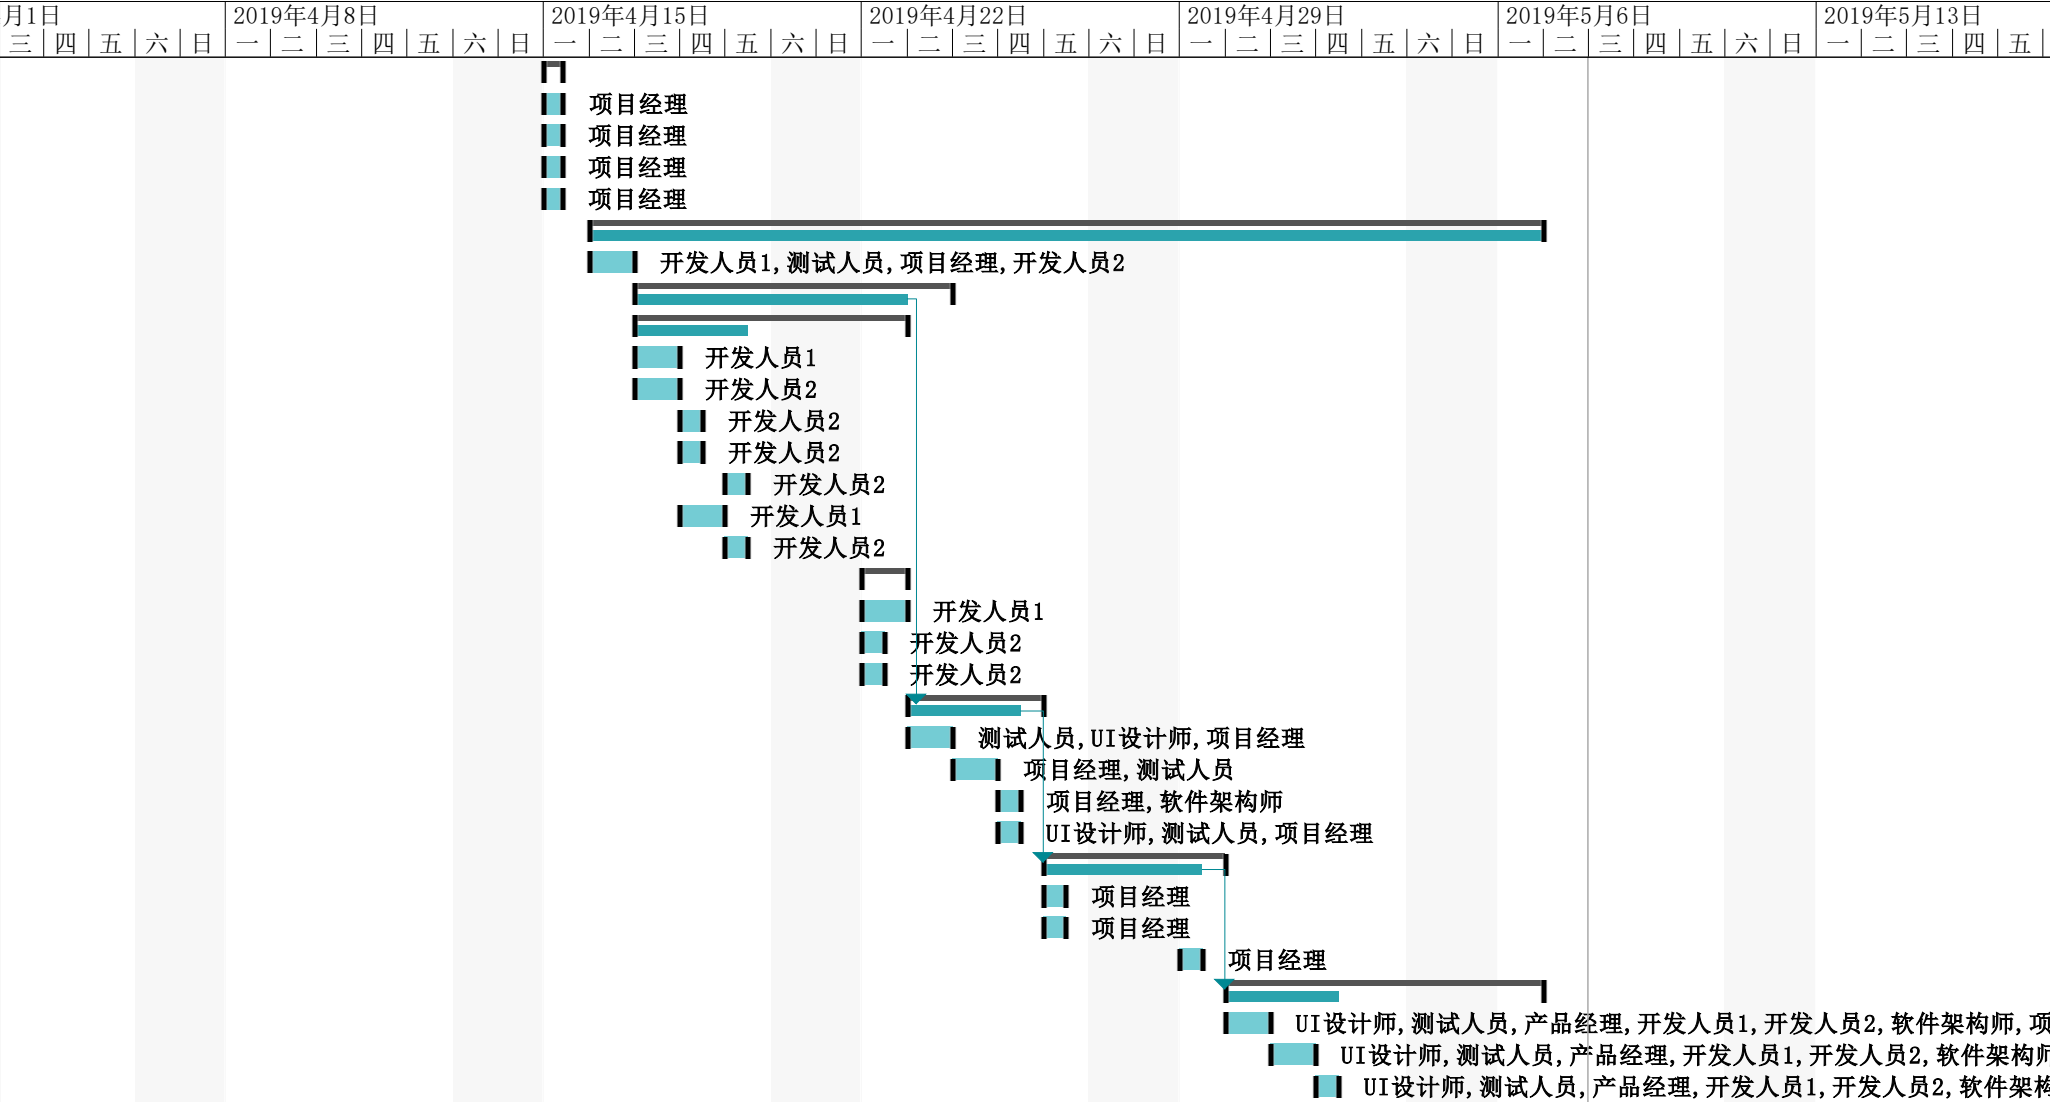 月1日 2019年4月8日 2019年4月15日 2019年4月22日 2019年4月29日 2019年5月6日 2019年5月13日
三 四 五 六 日 一 二 三 四 五 六 日 一 二 三 四 五 六 日 一 二 三 四 五 六 日 一 二 三 四 五 六 日 一 二 三 四 五 六 日 一 二 三 四 五
项目经理
项目经理
项目经理
项目经理
开发人员1,测试人员,项目经理,开发人员2
开发人员1
开发人员2
开发人员2
开发人员2
开发人员2
开发人员1
开发人员2
开发人员1
开发人员2
开发人员2
测试人员,UI设计师,项目经理
项目经理,测试人员
项目经理,软件架构师
UI设计师,测试人员,项目经理
项目经理
项目经理
项目经理
UI设计师,测试人员,产品经理,开发人员1,开发人员2,软件架构师,项
UI设计师,测试人员,产品经理,开发人员1,开发人员2,软件架构师
UI设计师,测试人员,产品经理,开发人员1,开发人员2,软件架构